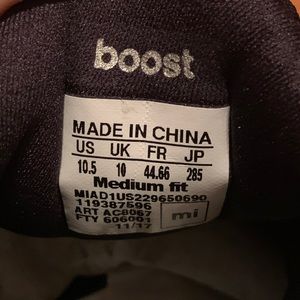 boost
MADE IN CHINA
US UK FR JP
10.5 10 44.66 285
Medium fit
MIAD1US229650690
119387596
ART AC8067
FTY 606001
11/17
mi